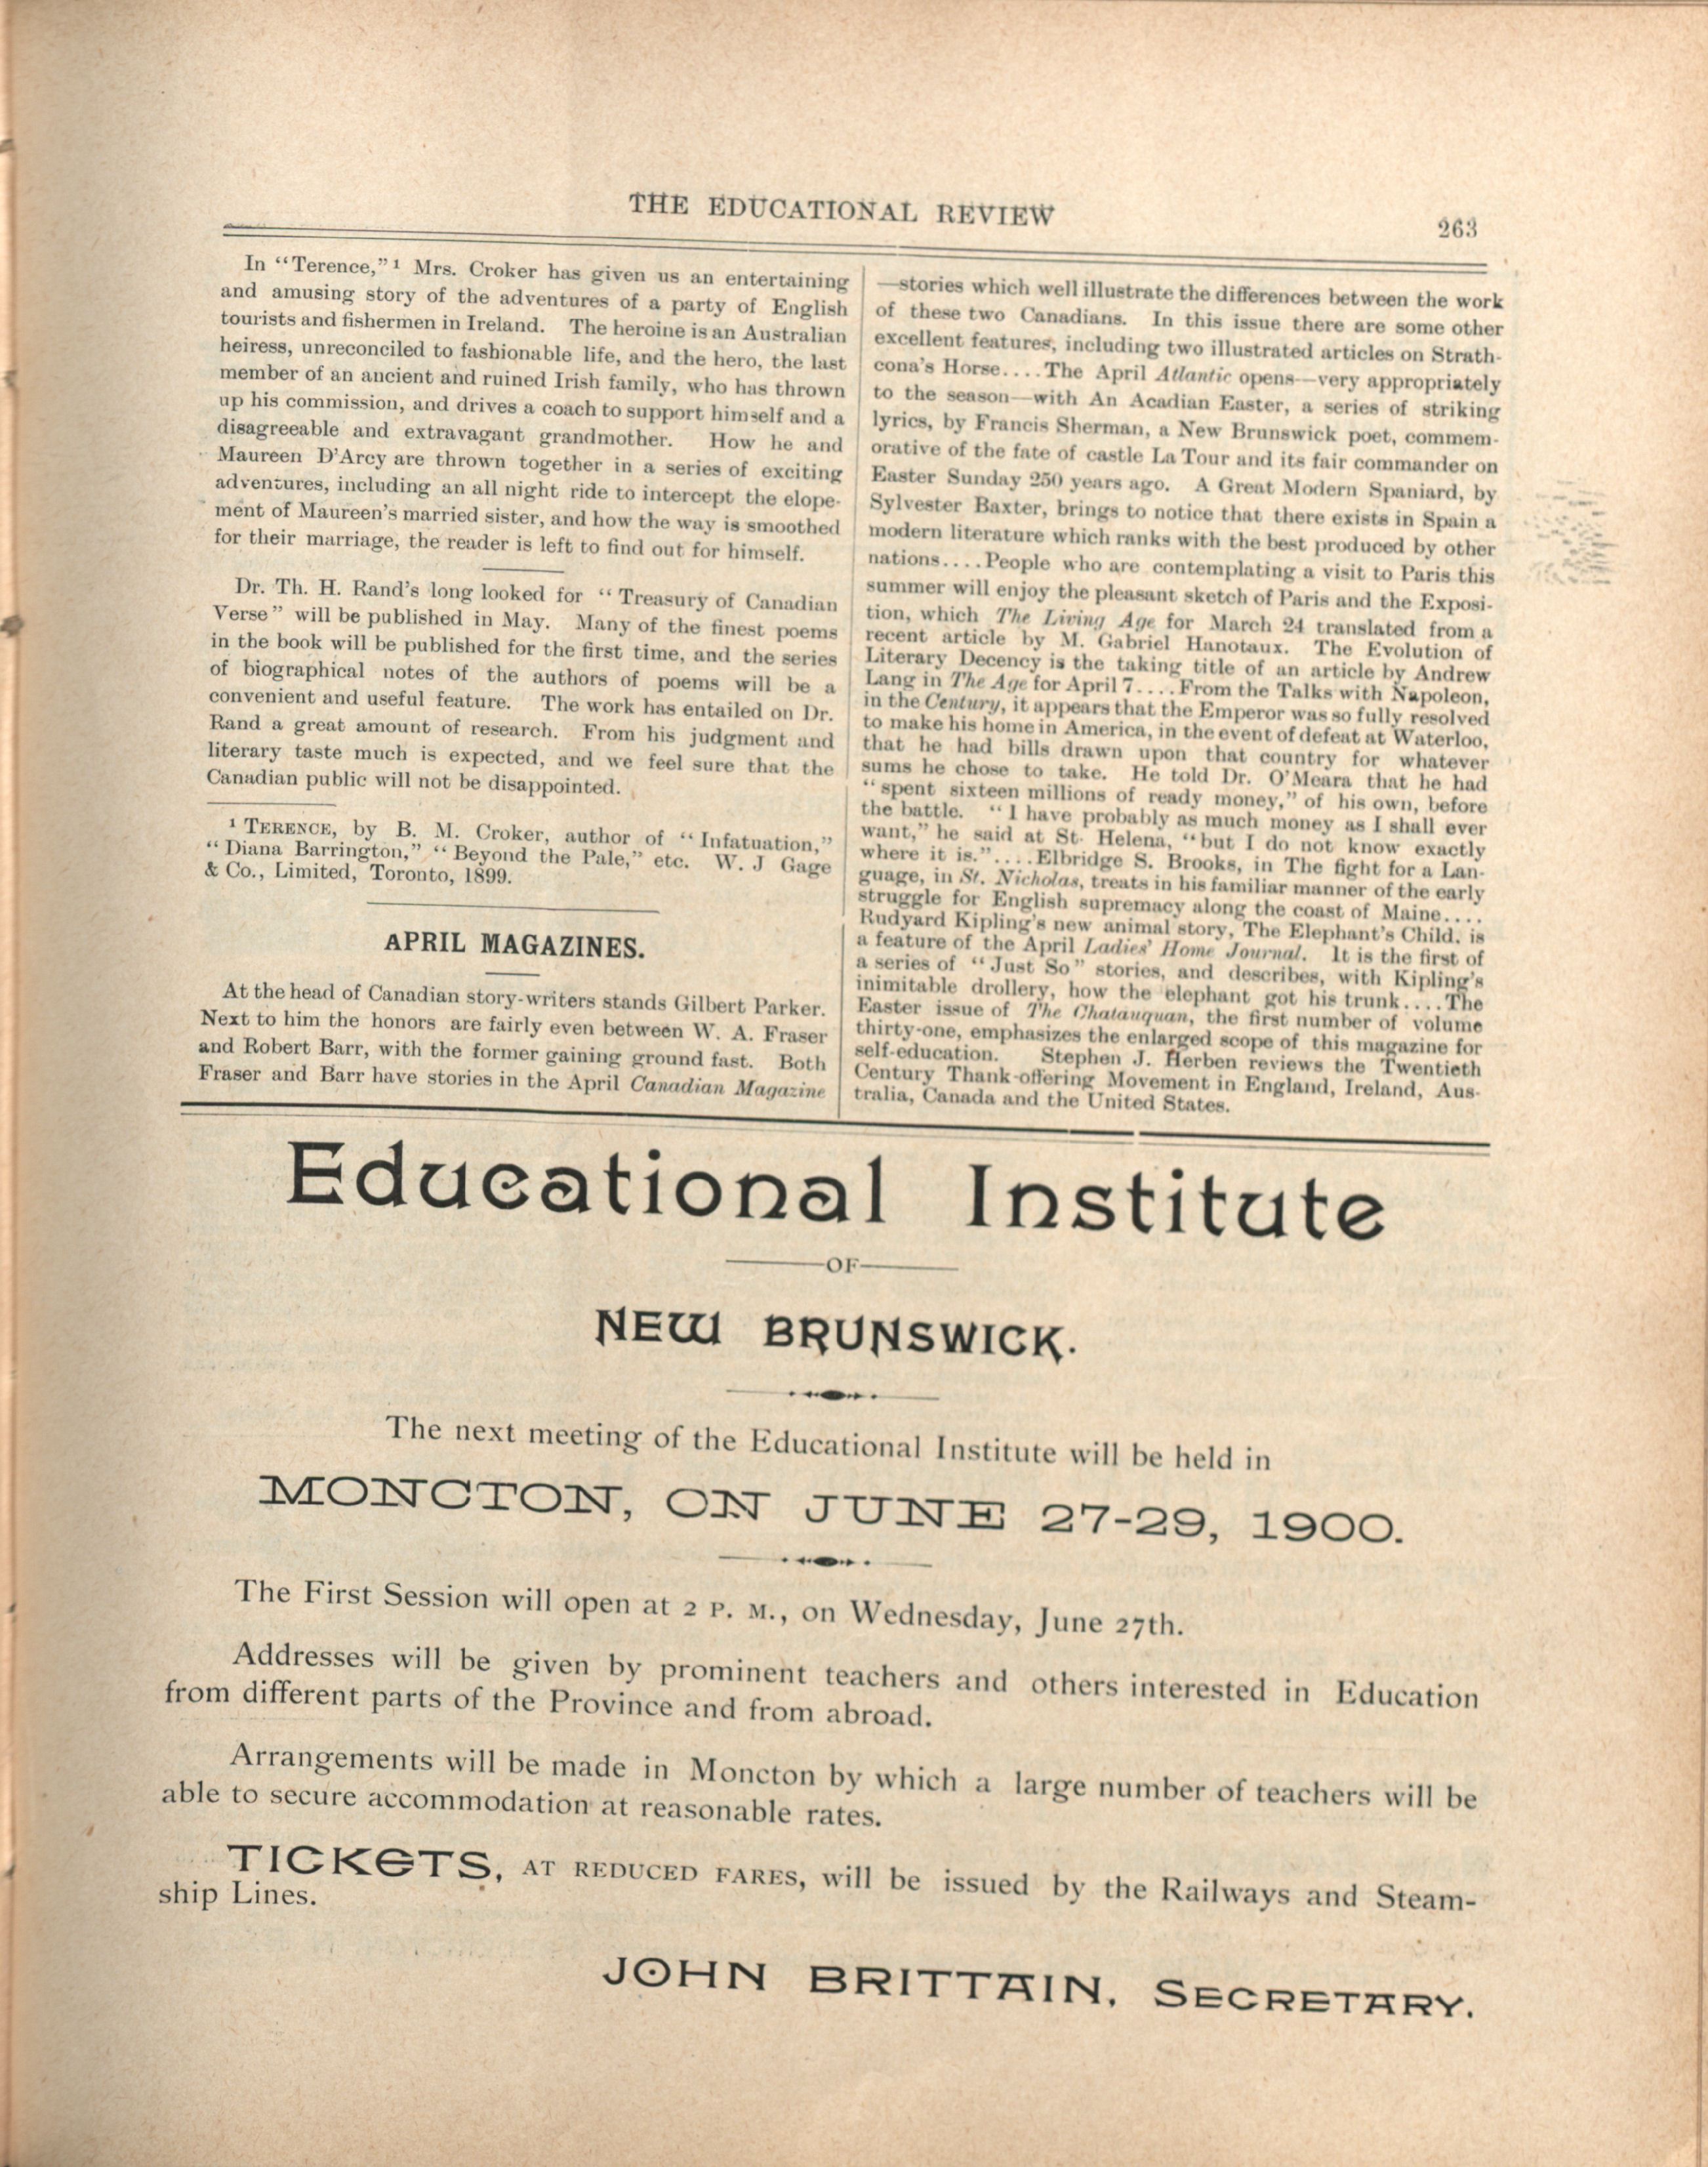 THE EDUCATIONAL REVIEW
263
In “Terence,”¹ Mrs. Croker has given us an entertaining
and amusing story of the adventures of a party of English
tourists and fishermen in Ireland. The heroine is an Australian
heiress, unreconciled to fashionable life, and the hero, the last
member of an ancient and ruined Irish family, who has thrown
up his commission, and drives a coach to support himself and a
disagreeable and extravagant grandmother. How he and
Maureen D'Arcy are thrown together in a series of exciting
adventures, including an all night ride to intercept the elope-
ment of Maureen's married sister, and how the way is smoothed
for their marriage, the reader is left to find out for himself.
Dr. Th. H. Rand's long looked for “Treasury of Canadian
Verse” will be published in May. Many of the finest poems
in the book will be published for the first time, and the series
of biographical notes of the authors of poems will be a
convenient and useful feature. The work has entailed on Dr.
Rand a great amount of research. From his judgment and
literary taste much is expected, and we feel sure that the
Canadian public will not be disappointed.
¹ TERENCE, by B. M. Croker, author of “Infatuation,”
“Diana Barrington,” “Beyond the Pale,” etc. W. J Gage
& Co., Limited, Toronto, 1899.
APRIL MAGAZINES.
At the head of Canadian story-writers stands Gilbert Parker.
Next to him the honors are fairly even between W. A. Fraser
and Robert Barr, with the former gaining ground fast. Both
Fraser and Barr have stories in the April Canadian Magazine
—stories which well illustrate the differences between the work
of these two Canadians. In this issue there are some other
excellent features, including two illustrated articles on Strath-
cona's Horse....The April Atlantic opens—very appropriately
to the season—with An Acadian Easter, a series of striking
lyrics, by Francis Sherman, a New Brunswick poet, commem-
orative of the fate of castle La Tour and its fair commander on
Easter Sunday 250 years ago. A Great Modern Spaniard, by
Sylvester Baxter, brings to notice that there exists in Spain a
modern literature which ranks with the best produced by other
nations....People who are contemplating a visit to Paris this
summer will enjoy the pleasant sketch of Paris and the Exposi-
tion, which The Living Age for March 24 translated from a
recent article by M. Gabriel Hanotaux. The Evolution of
Literary Decency is the taking title of an article by Andrew
Lang in The Age for April 7....From the Talks with Napoleon,
in the Century, it appears that the Emperor was so fully resolved
to make his home in America, in the event of defeat at Waterloo,
that he had bills drawn upon that country for whatever
sums he chose to take. He told Dr. O'Meara that he had
“spent sixteen millions of ready money,” of his own, before
the battle. “I have probably as much money as I shall ever
want,” he said at St. Helena, “but I do not know exactly
where it is.”....Elbridge S. Brooks, in The fight for a Lan-
guage, in St. Nicholas, treats in his familiar manner of the early
struggle for English supremacy along the coast of Maine....
Rudyard Kipling's new animal story, The Elephant's Child, is
a feature of the April Ladies' Home Journal. It is the first of
a series of “Just So” stories, and describes, with Kipling's
inimitable drollery, how the elephant got his trunk....The
Easter issue of The Chatauquan, the first number of volume
thirty-one, emphasizes the enlarged scope of this magazine for
self-education. Stephen J. Herben reviews the Twentieth
Century Thank-offering Movement in England, Ireland, Aus-
tralia, Canada and the United States.
Educational Institute
OF
NEW BRUNSWICK.
The next meeting of the Educational Institute will be held in
MONCTON, ON JUNE 27-29, 1900.
The First Session will open at 2 P. M., on Wednesday, June 27th.
Addresses will be given by prominent teachers and others interested in Education
from different parts of the Province and from abroad.
Arrangements will be made in Moncton by which a large number of teachers will be
able to secure accommodation at reasonable rates.
TICKETS, AT REDUCED FARES, will be issued by the Railways and Steam-
ship Lines.
JOHN BRITTAIN, SECRETARY.